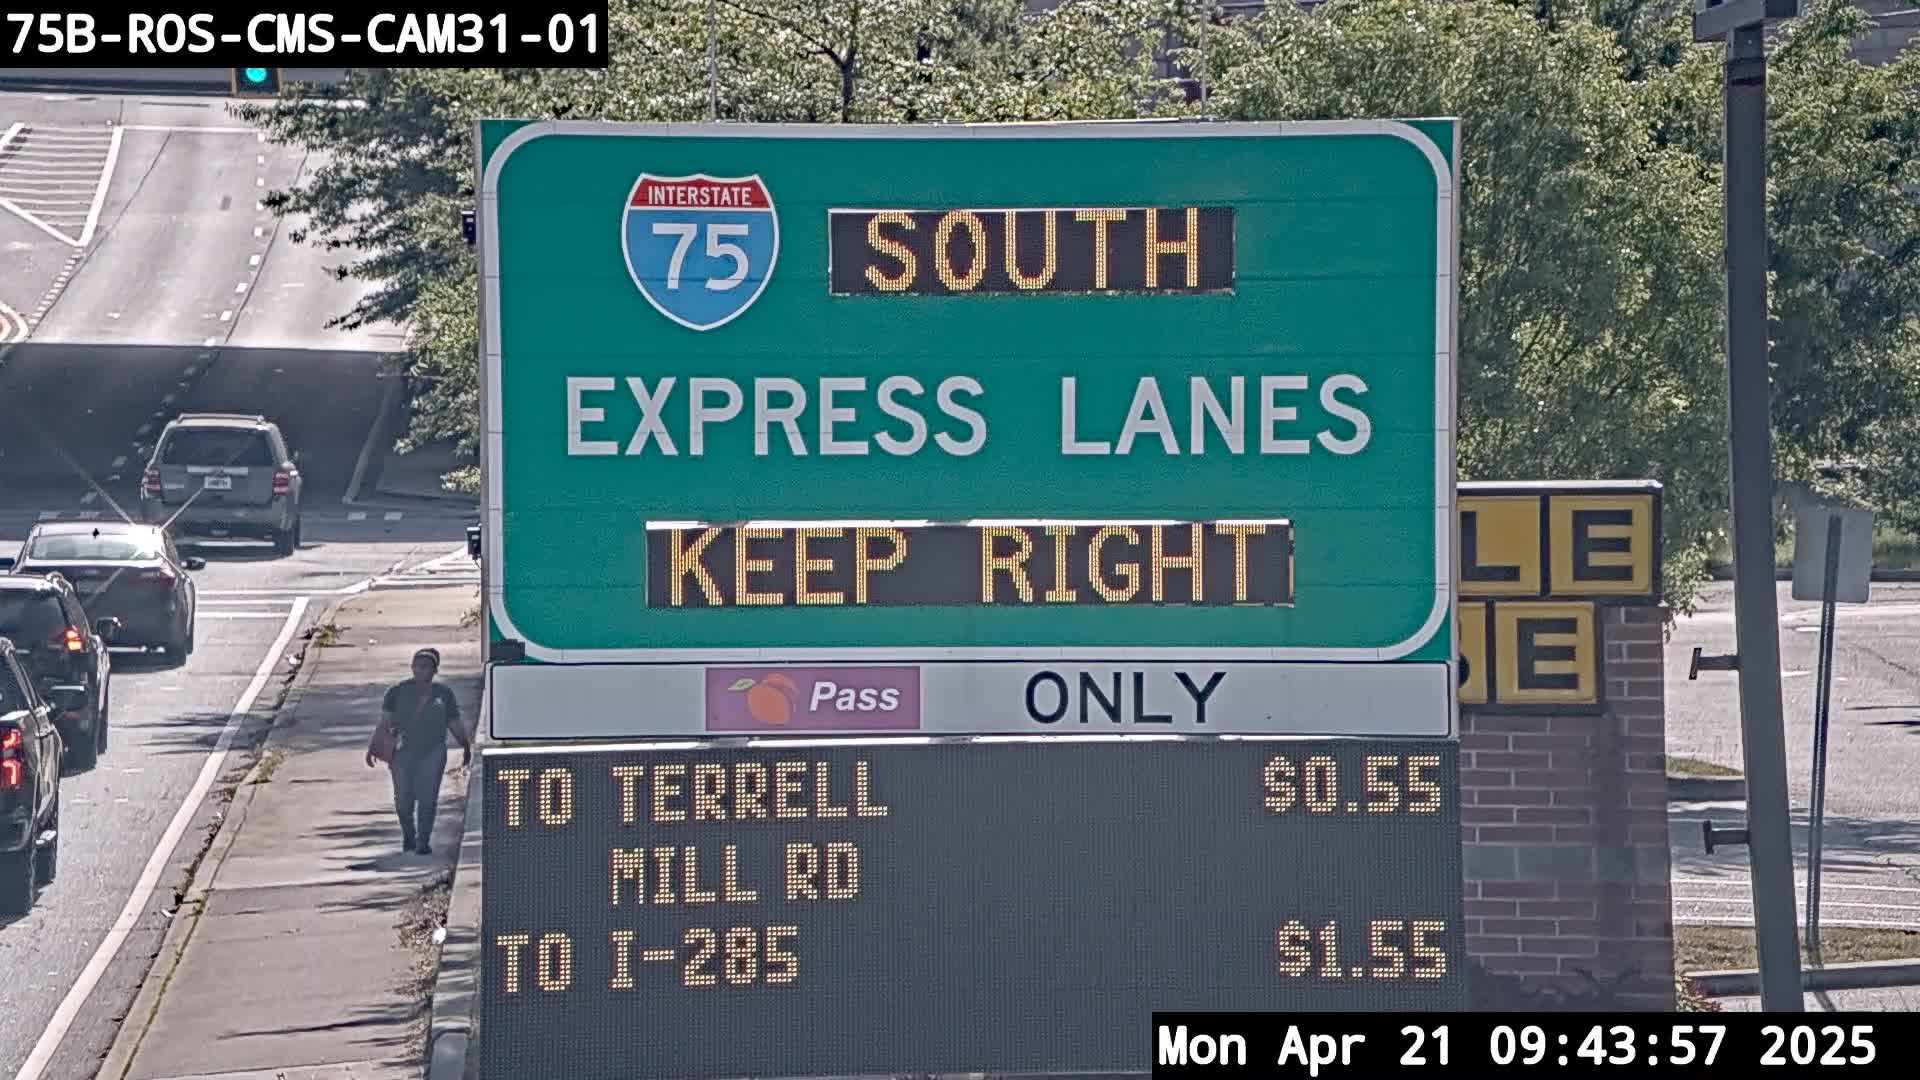 75B-ROS-CMS-CAM31-01
INTERSTATE
75
SOUTH
EXPRESS LANES
KEEP RIGHT
Pass ONLY
LE
E
TO TERRELL $0.55
MILL RD
TO I-285 $1.55
Mon Apr 21 09:43:57 2025